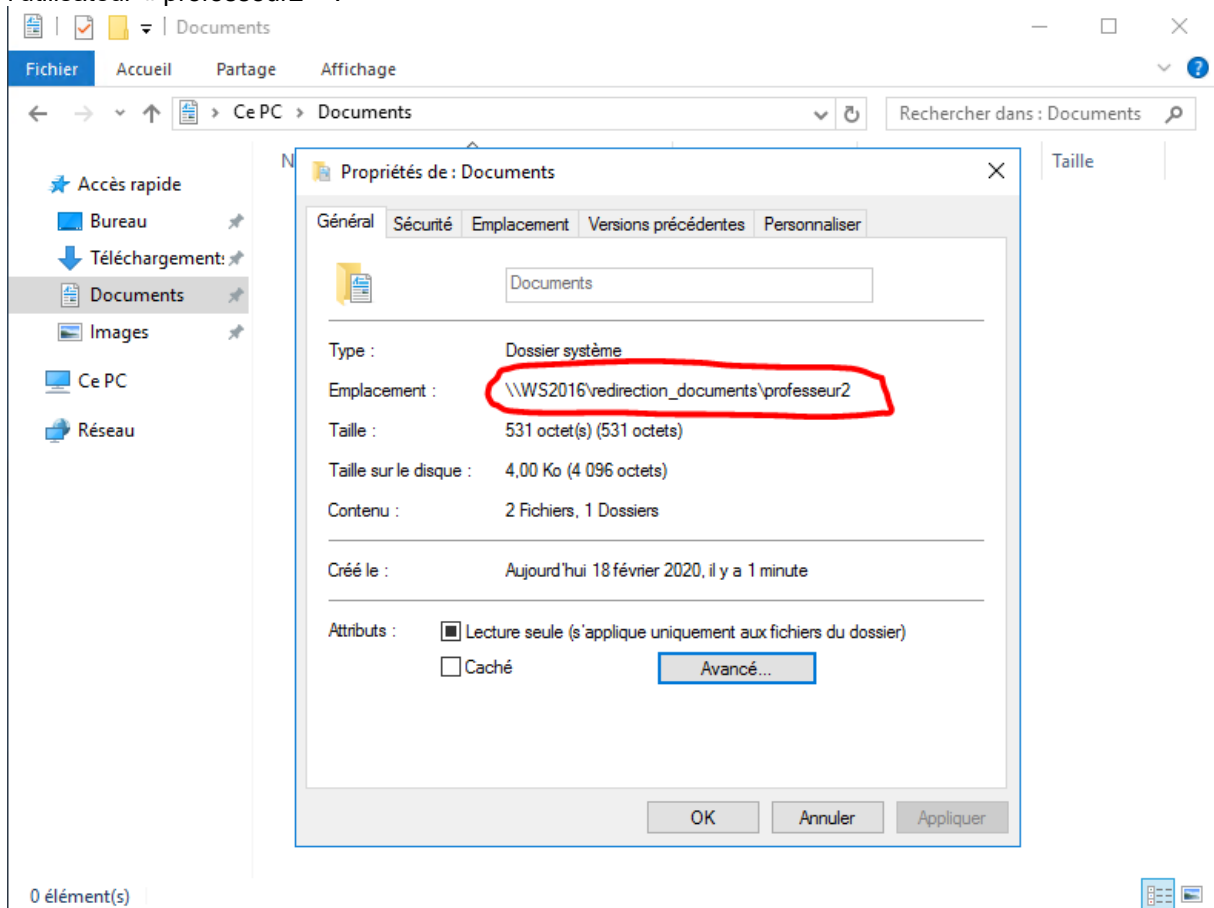 Documents
Fichier Accueil Partage Affichage
Ce PC > Documents
Rechercher dans : Documents
Taille
Accès rapide
Bureau
Téléchargements
Documents
Images
Ce PC
Réseau
Propriétés de : Documents
Général Sécurité Emplacement Versions précédentes Personnaliser
Documents
Type : Dossier système
Emplacement : \\WS2016\redirection_documents\professeur2
Taille : 531 octet(s) (531 octets)
Taille sur le disque : 4,00 Ko (4 096 octets)
Contenu : 2 Fichiers, 1 Dossiers
Créé le : Aujourd'hui 18 février 2020, il y a 1 minute
Attributs : Lecture seule (s'applique uniquement aux fichiers du dossier)
Caché Avancé...
OK Annuler Appliquer
0 élément(s)